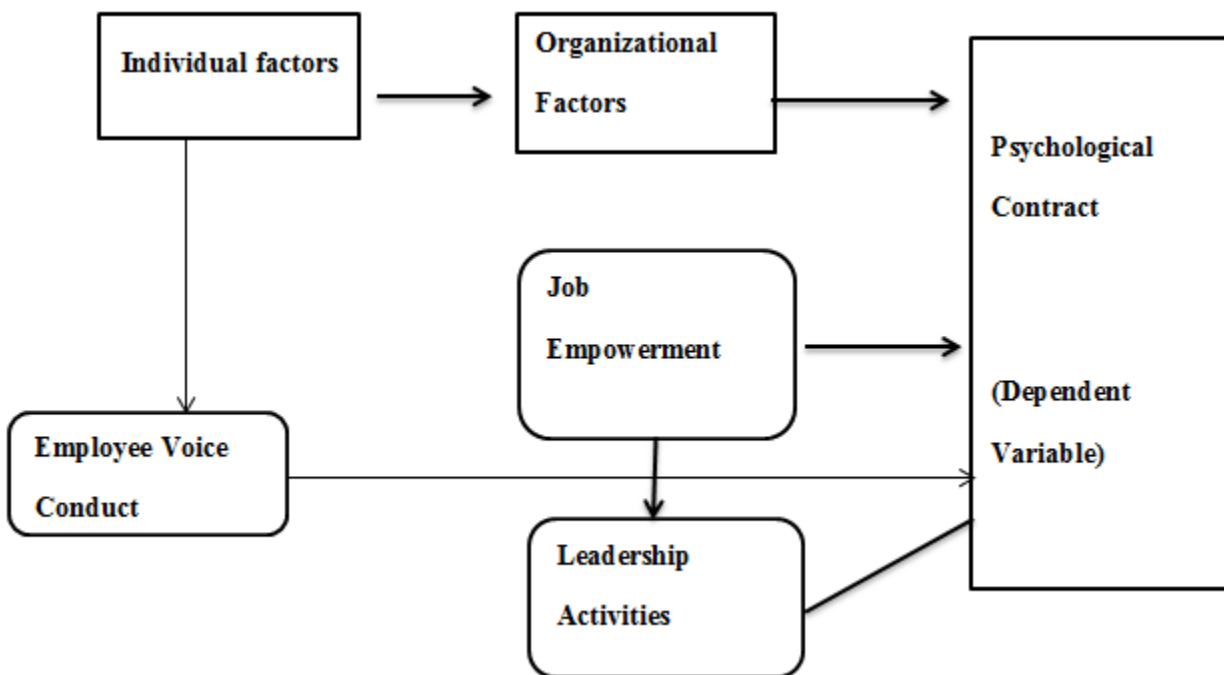 Individual factors
Organizational
Factors
Psychological
Contract
(Dependent
Variable)
Job
Empowerment
Employee Voice
Conduct
Leadership
Activities